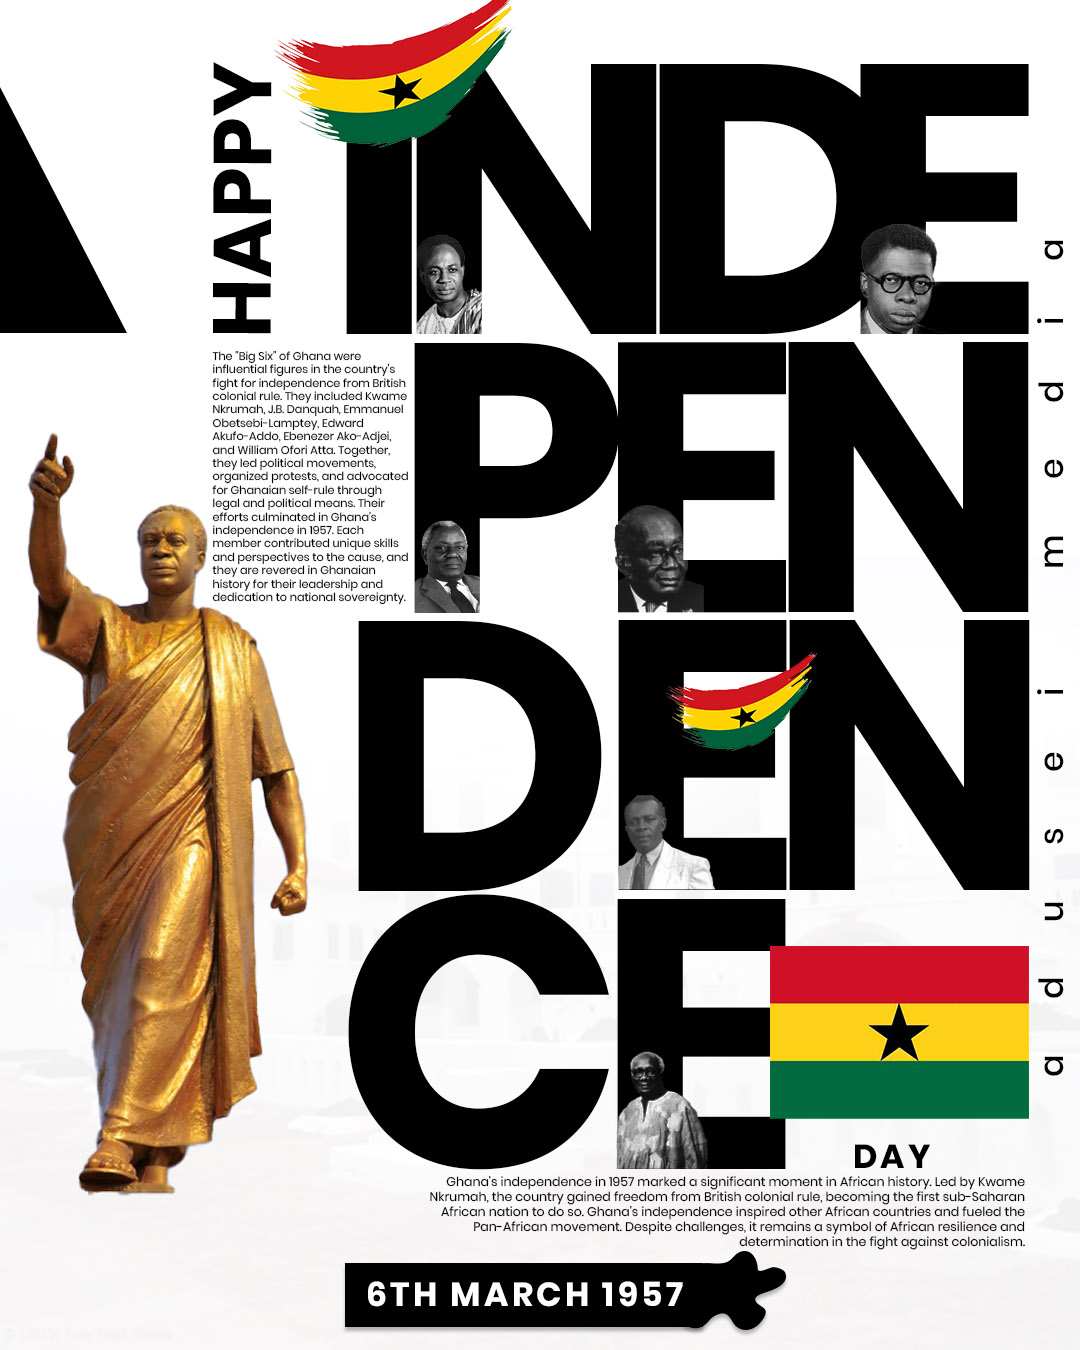 HAPPY
INDE
PEN
DEN
CE
DAY
The "Big Six" of Ghana were
influential figures in the country's
fight for independence from British
colonial rule. They included Kwame
Nkrumah, J.B. Danquah, Emmanuel
Obetsebi-Lamptey, Edward
Akufo-Addo, Ebenezer Ako-Adjei,
and William Ofori Atta. Together,
they led political movements,
organized protests, and advocated
for Ghanaian self-rule through
legal and political means. Their
efforts culminated in Ghana's
independence in 1957. Each
member contributed unique skills
and perspectives to the cause, and
they are revered in Ghanaian
history for their leadership and
dedication to national sovereignty.
adusei media
Ghana's independence in 1957 marked a significant moment in African history. Led by Kwame
Nkrumah, the country gained freedom from British colonial rule, becoming the first sub-Saharan
African nation to do so. Ghana's independence inspired other African countries and fueled the
Pan-African movement. Despite challenges, it remains a symbol of African resilience and
determination in the fight against colonialism.
6TH MARCH 1957